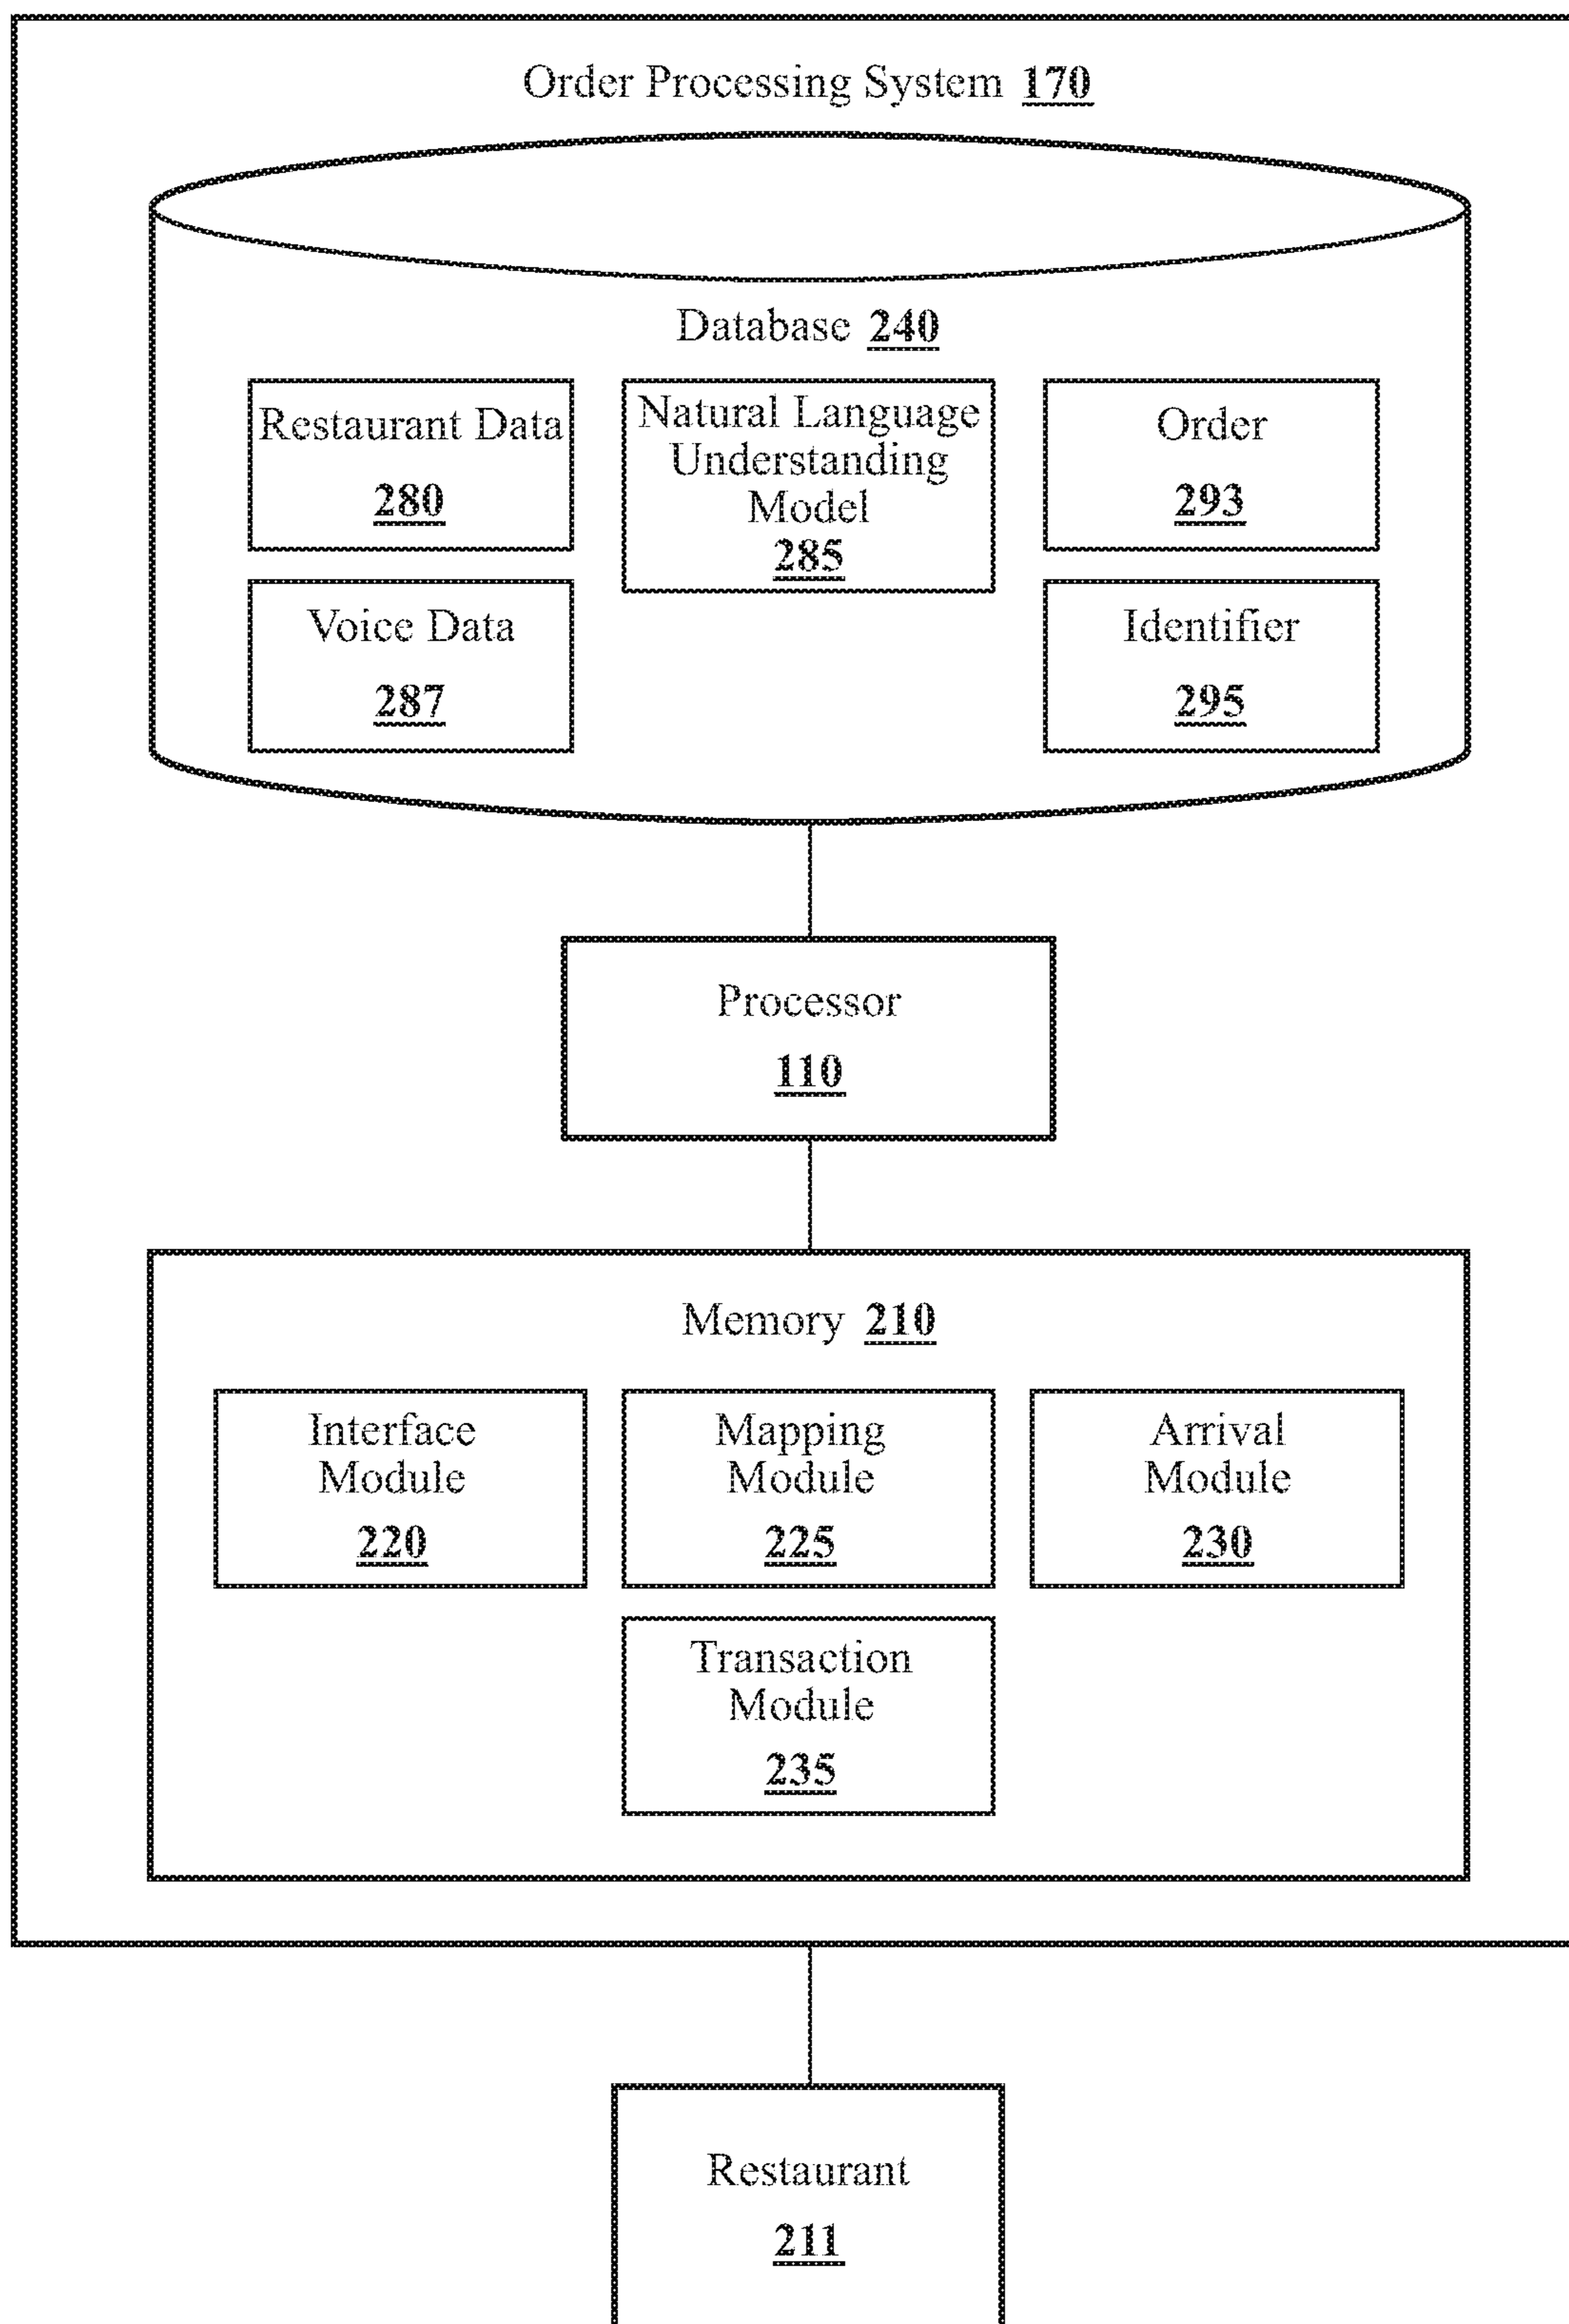 Order Processing System 170
Database 240
Restaurant Data
280
Natural Language
Understanding
Model
285
Order
293
Voice Data
287
Identifier
295
Processor
110
Memory 210
Interface
Module
220
Mapping
Module
225
Arrival
Module
230
Transaction
Module
235
Restaurant
211